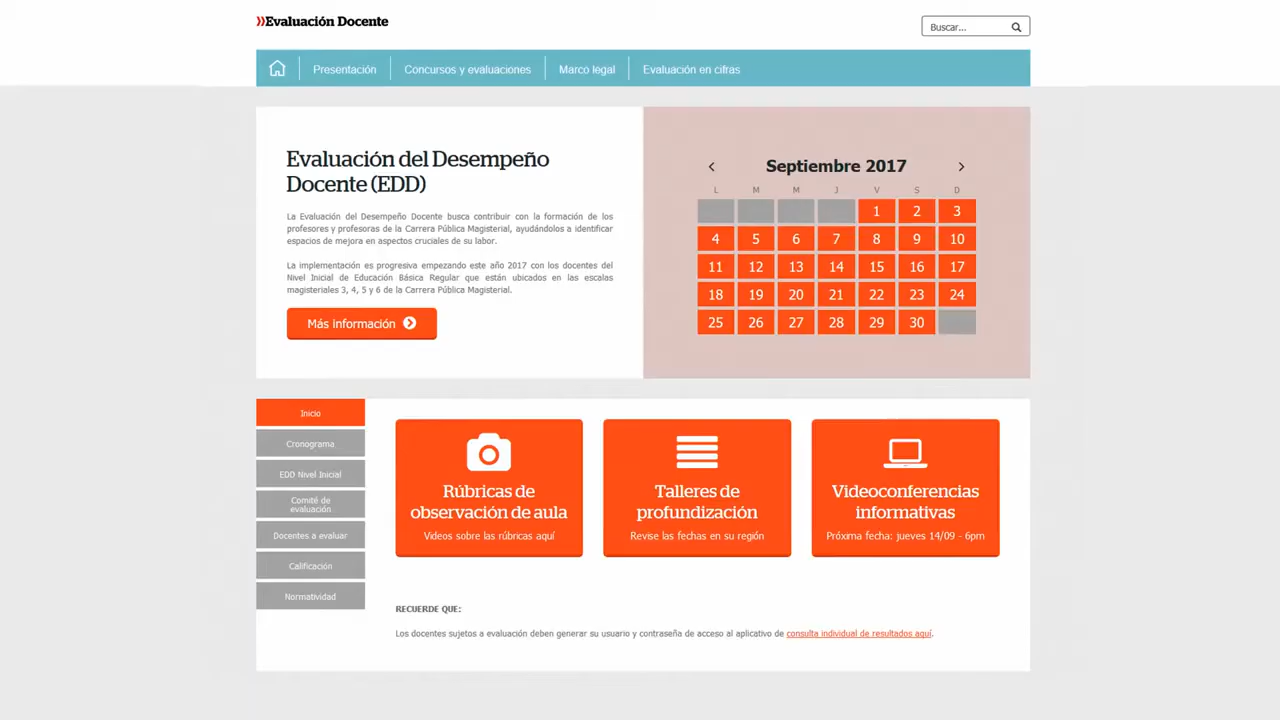 Evaluación Docente
Buscar...
Presentación
Concursos y evaluaciones
Marco legal
Evaluación en cifras
Evaluación del Desempeño
Docente (EDD)
La Evaluación del Desempeño Docente busca contribuir con la formación de los
profesores y profesoras de la Carrera Pública Magisterial, ayudándolos a identificar
espacios de mejora en aspectos cruciales de su labor.
La implementación es progresiva empezando este año 2017 con los docentes del
Nivel Inicial de Educación Básica Regular que están ubicados en las escalas
magisteriales 3, 4, 5 y 6 de la Carrera Pública Magisterial.
Más información
Septiembre 2017
L M M J V S D
1 2 3
4 5 6 7 8 9 10
11 12 13 14 15 16 17
18 19 20 21 22 23 24
25 26 27 28 29 30
Inicio
Cronograma
EDD Nivel Inicial
Comité de
evaluación
Docentes a evaluar
Calificación
Normatividad
Rúbricas de
observación de aula
Videos sobre las rúbricas aquí
Talleres de
profundización
Revise las fechas en su región
Videoconferencias
informativas
Próxima fecha: jueves 14/09 - 6pm
RECUERDE QUE:
Los docentes sujetos a evaluación deben generar su usuario y contraseña de acceso al aplicativo de consulta individual de resultados aquí.